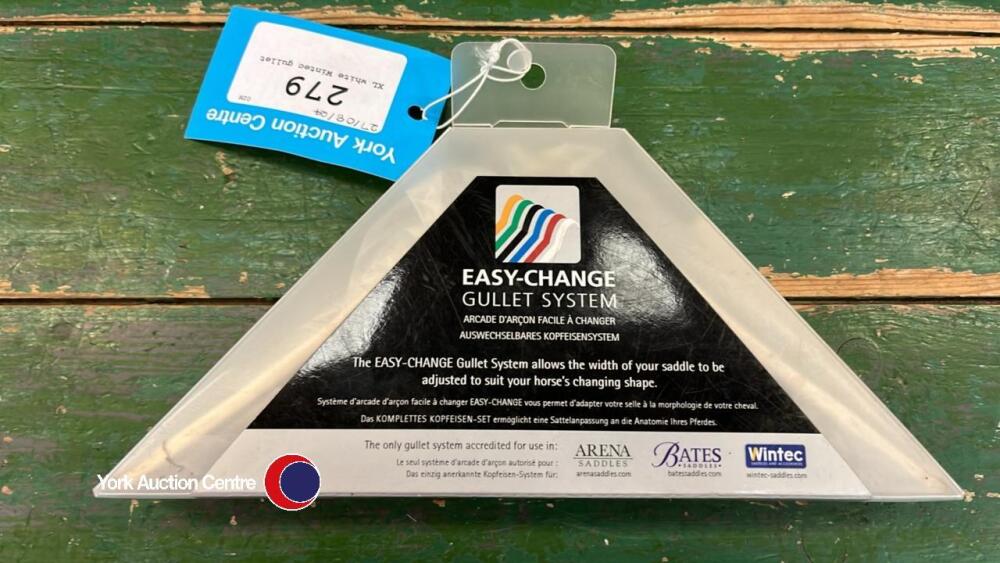 York Auction Centre
27/08/24
279
XL white Wintec gullet
EASY-CHANGE
GULLET SYSTEM
ARCADE D'ARÇON FACILE À CHANGER
AUSWECHSELBARES KOPFEISENSYSTEM
The EASY-CHANGE Gullet System allows the width of your saddle to be
adjusted to suit your horse's changing shape.
Système d'arcade d'arçon facile à changer EASY-CHANGE vous permet d'adapter votre selle à la morphologie de votre cheval.
Das KOMPLETTES KOPFEISEN-SET ermöglicht eine Sattelanpassung an die Anatomie Ihres Pferdes.
The only gullet system accredited for use in:
Le seul système d'arcade d'arçon autorisé pour :
Das einzig anerkannte Kopfeisen-System für:
ARENA
SADDLES
arenasaddles.com
BATES
SADDLES
batessaddles.com
Wintec
wintec-saddles.com
York Auction Centre